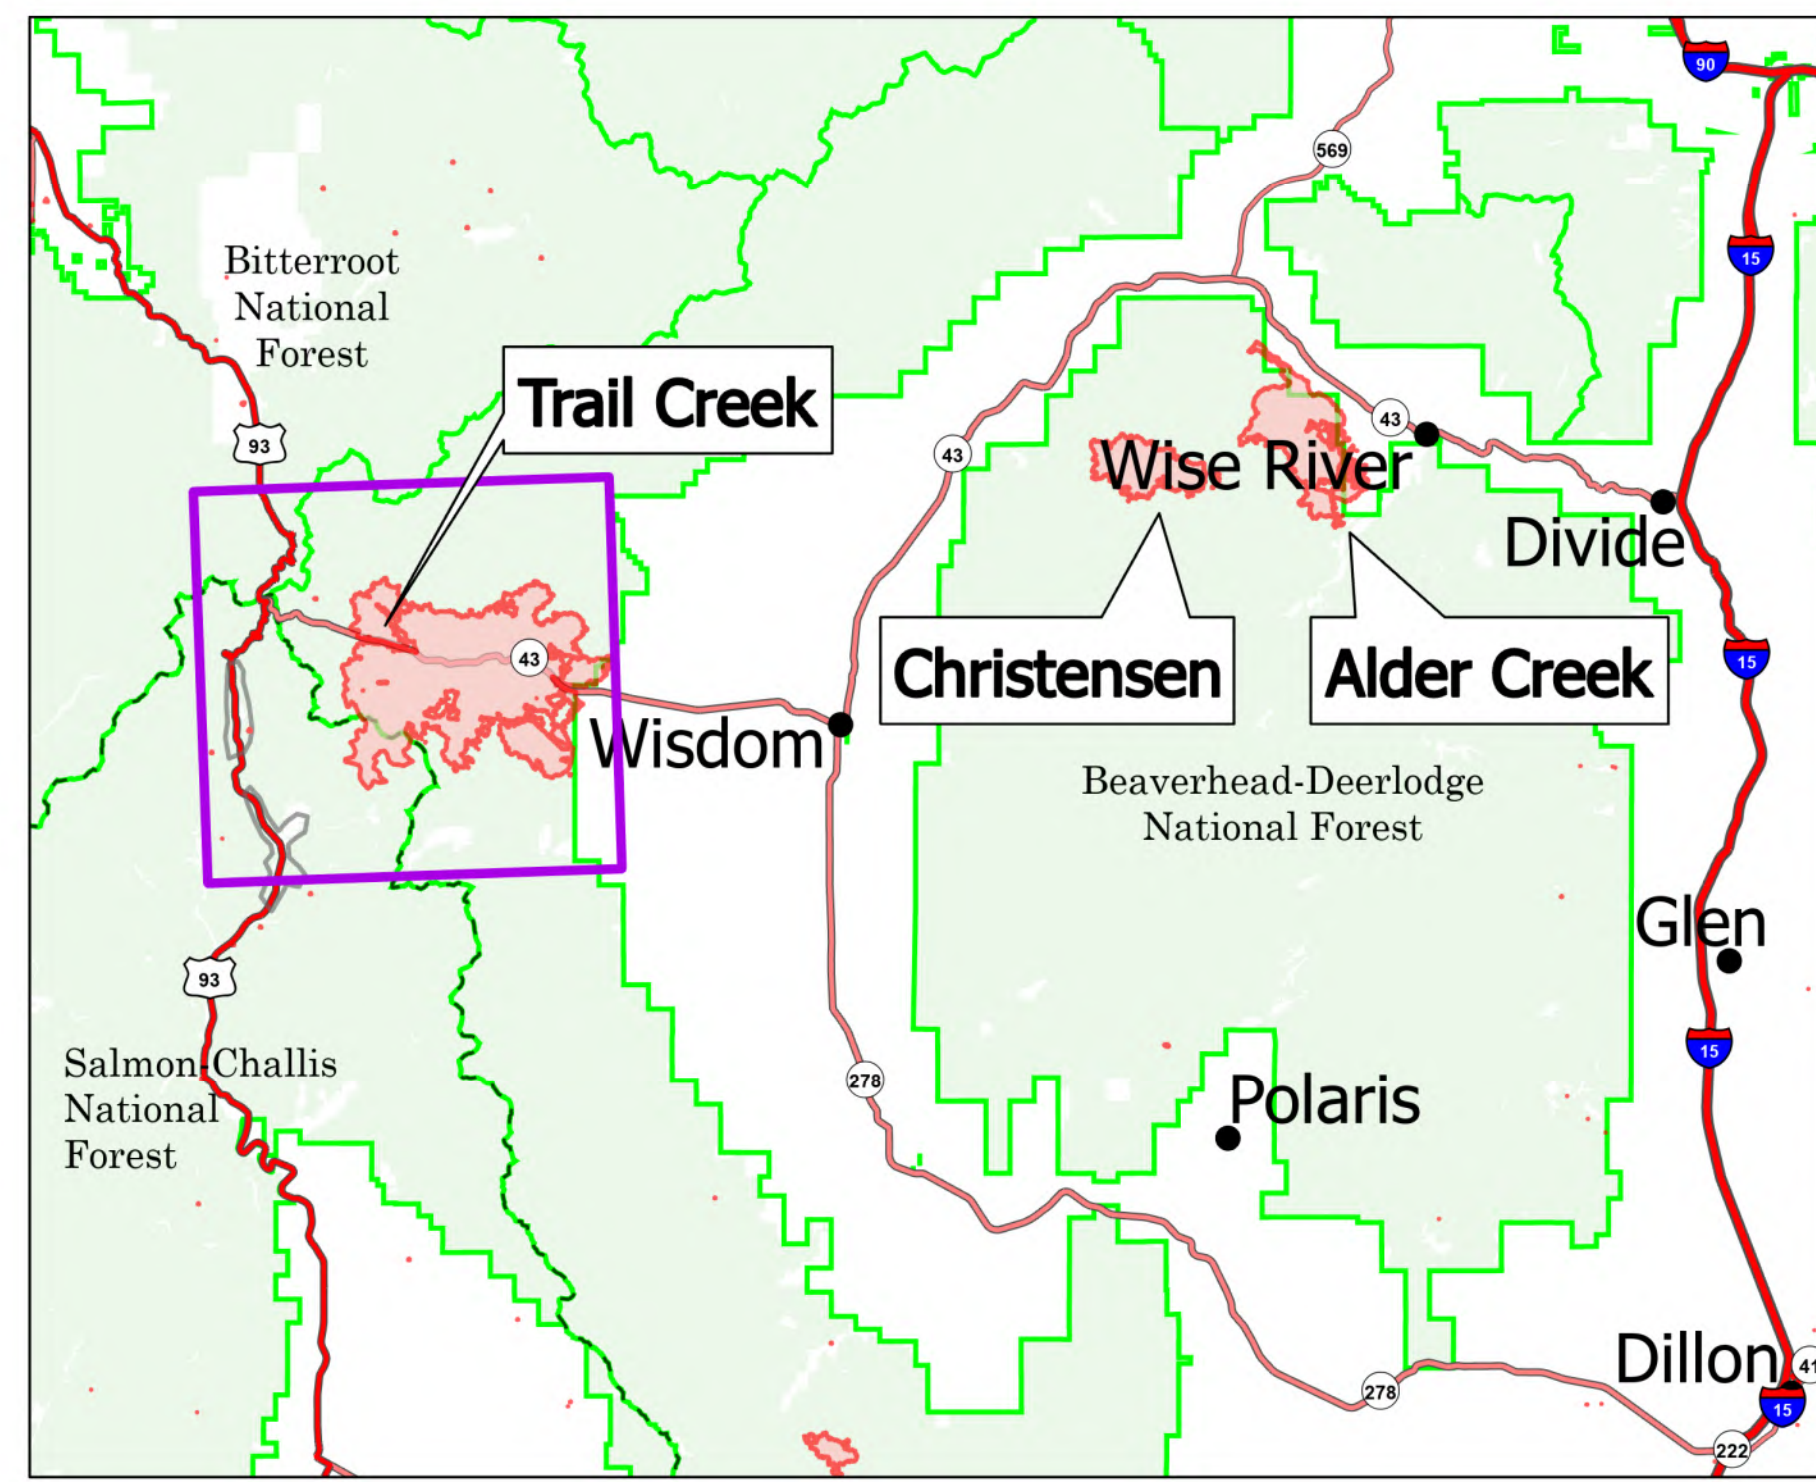 90
569
15
Bitterroot
National
Forest
Trail Creek
93
43
43
Wise River
Divide
43
Christensen
Alder Creek
15
Wisdom
Beaverhead-Deerlodge
National Forest
Glen
93
15
Salmon-Challis
National
Forest
278
Polaris
Dillon
41
278
15
222